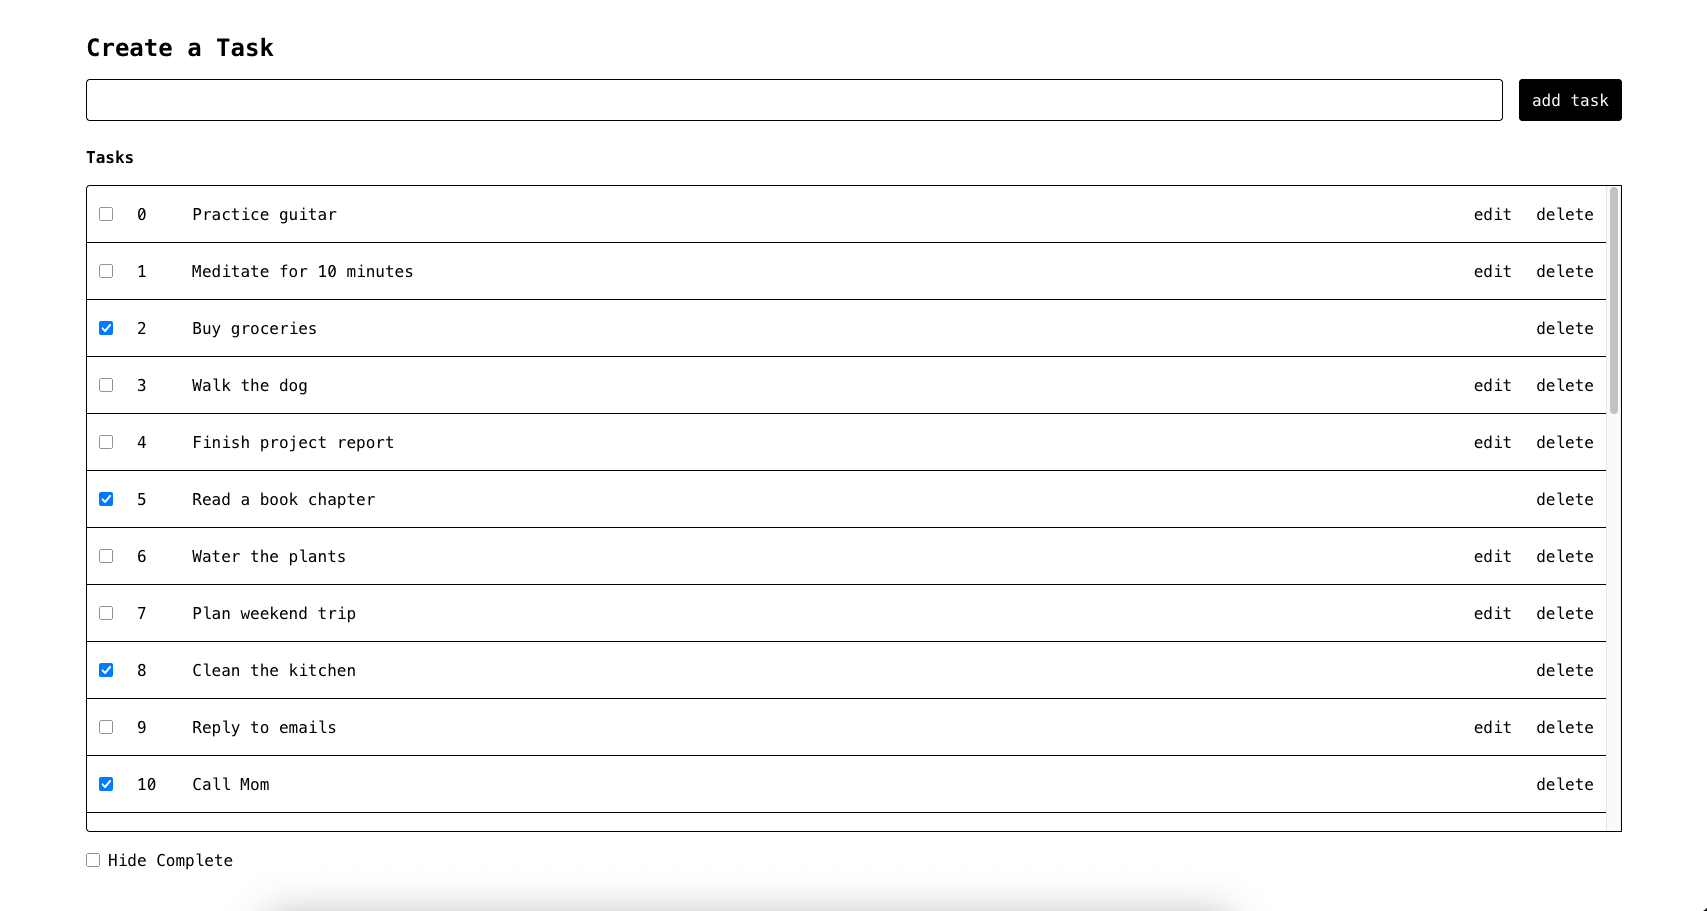 Create a Task
add task
Tasks
0 Practice guitar edit delete
1 Meditate for 10 minutes edit delete
2 Buy groceries delete
3 Walk the dog edit delete
4 Finish project report edit delete
5 Read a book chapter delete
6 Water the plants edit delete
7 Plan weekend trip edit delete
8 Clean the kitchen delete
9 Reply to emails edit delete
10 Call Mom delete
Hide Complete